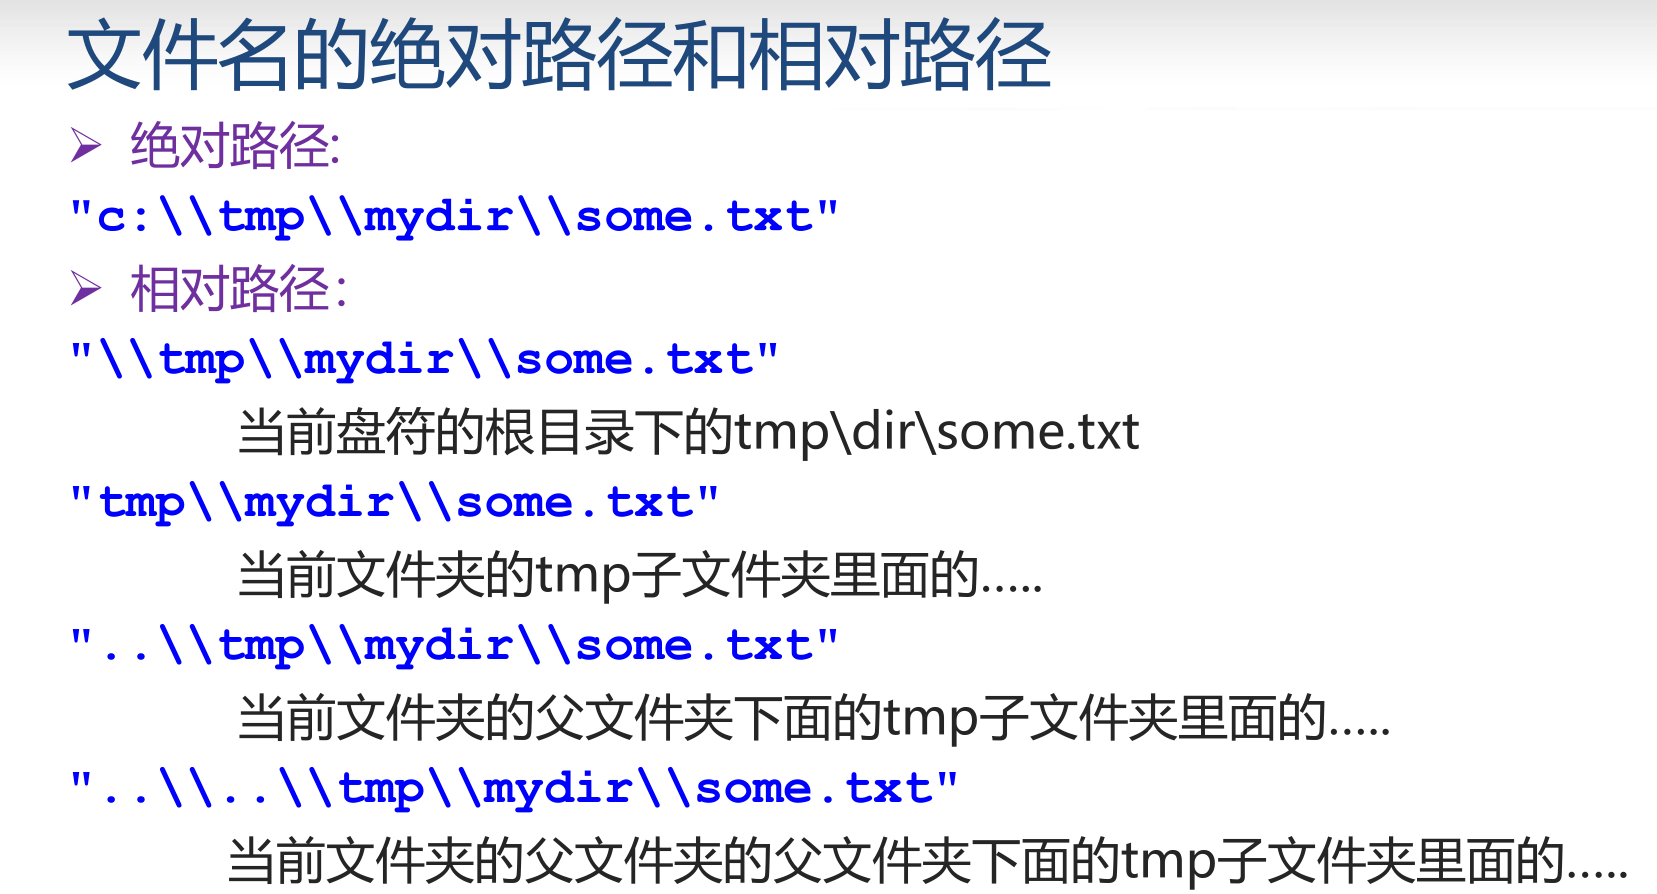 文件名的绝对路径和相对路径
➢ 绝对路径:
"c:\\tmp\\mydir\\some.txt"
➢ 相对路径：
"\\tmp\\mydir\\some.txt"
当前盘符的根目录下的tmp\dir\some.txt
"tmp\\mydir\\some.txt"
当前文件夹的tmp子文件夹里面的…..
"..\\tmp\\mydir\\some.txt"
当前文件夹的父文件夹下面的tmp子文件夹里面的…..
"..\\..\\tmp\\mydir\\some.txt"
当前文件夹的父文件夹的父文件夹下面的tmp子文件夹里面的…..